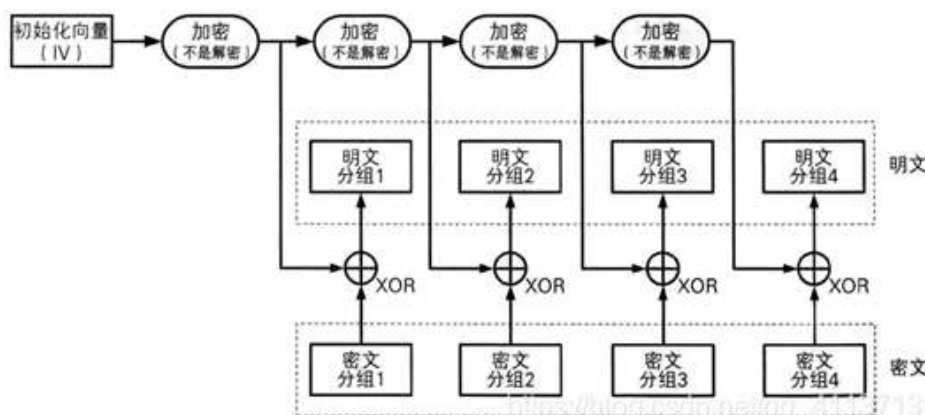 初始化向量
(IV)
加密
(不是解密)
加密
(不是解密)
加密
(不是解密)
加密
(不是解密)
明文
分组1
明文
分组2
明文
分组3
明文
分组4
明文
XOR
XOR
XOR
XOR
密文
分组1
密文
分组2
密文
分组3
密文
分组4
密文